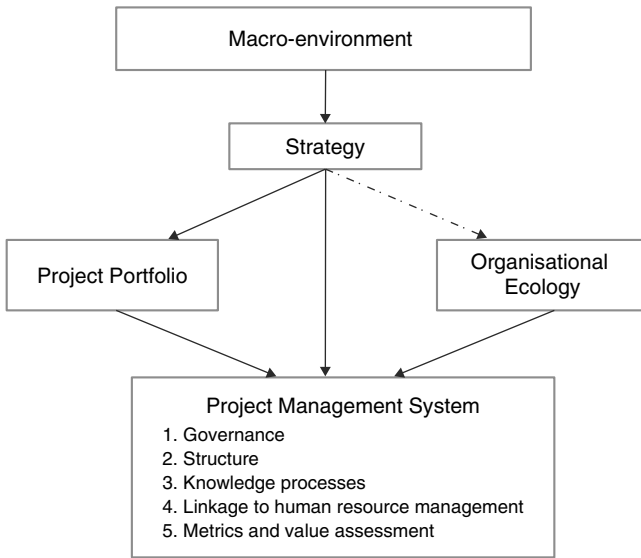 Macro-environment
Strategy
Project Portfolio
Organisational
Ecology
Project Management System
1. Governance
2. Structure
3. Knowledge processes
4. Linkage to human resource management
5. Metrics and value assessment